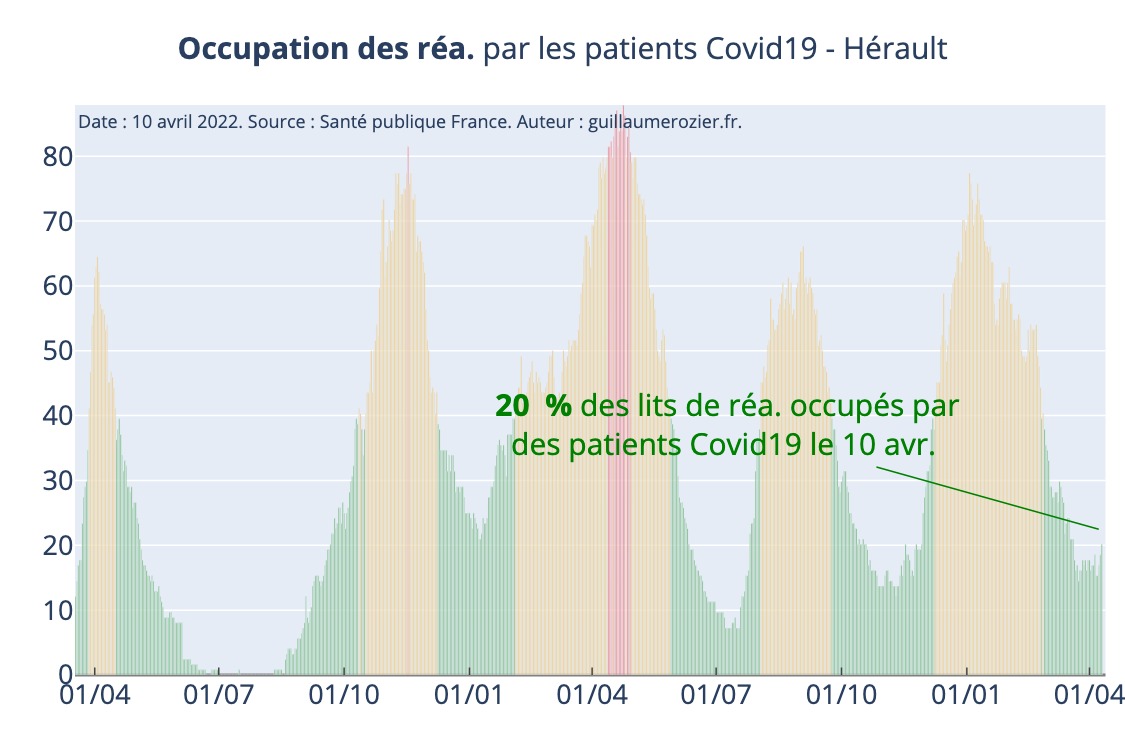 Occupation des réa. par les patients Covid19 - Hérault
Date : 10 avril 2022. Source : Santé publique France. Auteur : guillaumerozier.fr.
80
70
60
50
40
30
20
10
0
20 % des lits de réa. occupés par
des patients Covid19 le 10 avr.
01/04 01/07 01/10 01/01 01/04 01/07 01/10 01/01 01/04